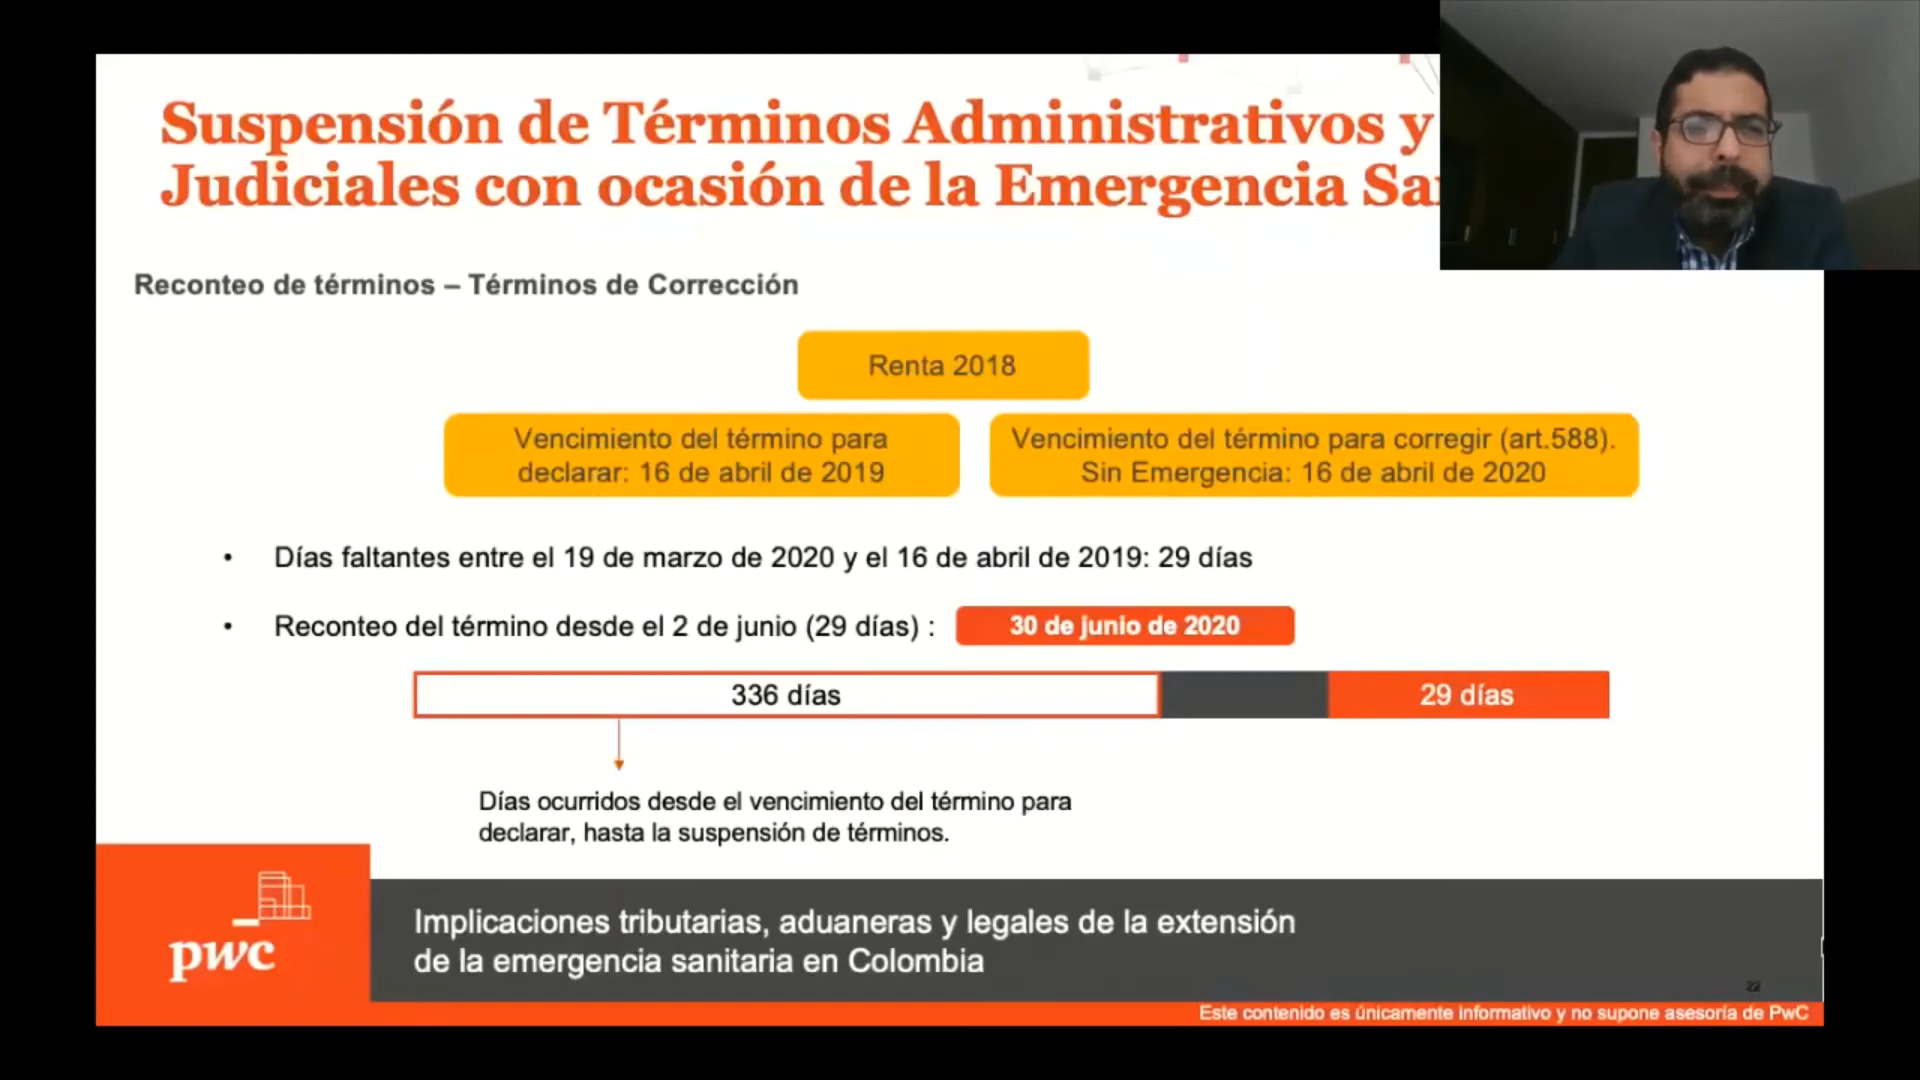 Suspensión de Términos Administrativos y
Judiciales con ocasión de la Emergencia
Reconteo de términos – Términos de Corrección
Renta 2018
Vencimiento del término para
declarar: 16 de abril de 2019
Vencimiento del término para corregir (art.588).
Sin Emergencia: 16 de abril de 2020
• Días faltantes entre el 19 de marzo de 2020 y el 16 de abril de 2019: 29 días
• Reconteo del término desde el 2 de junio (29 días) : 30 de junio de 2020
336 días
29 días
Días ocurridos desde el vencimiento del término para
declarar, hasta la suspensión de términos.
pwc
Implicaciones tributarias, aduaneras y legales de la extensión
de la emergencia sanitaria en Colombia
22
Este contenido es únicamente informativo y no supone asesoría de PwC